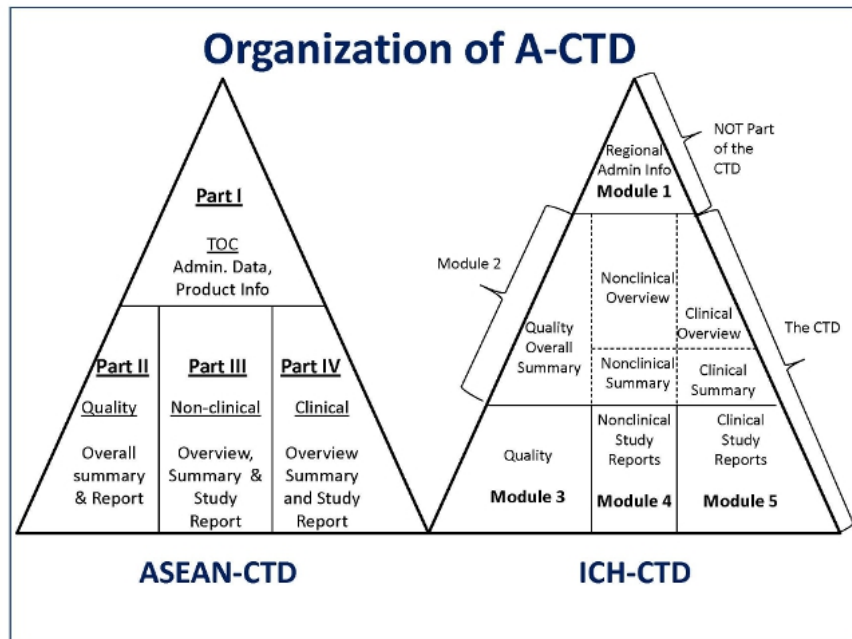 Organization of A-CTD
Part I
TOC
Admin. Data,
Product Info
Part II
Quality
Overall
summary
& Report
Part III
Non-clinical
Overview,
Summary &
Study
Report
Part IV
Clinical
Overview
Summary
and Study
Report
ASEAN-CTD
Regional
Admin Info
Module 1
NOT Part
of the
CTD
Module 2
Quality
Overall
Summary
Nonclinical
Overview
Clinical
Overview
Nonclinical
Summary
Clinical
Summary
The CTD
Quality
Module 3
Nonclinical
Study
Reports
Module 4
Clinical
Study
Reports
Module 5
ICH-CTD